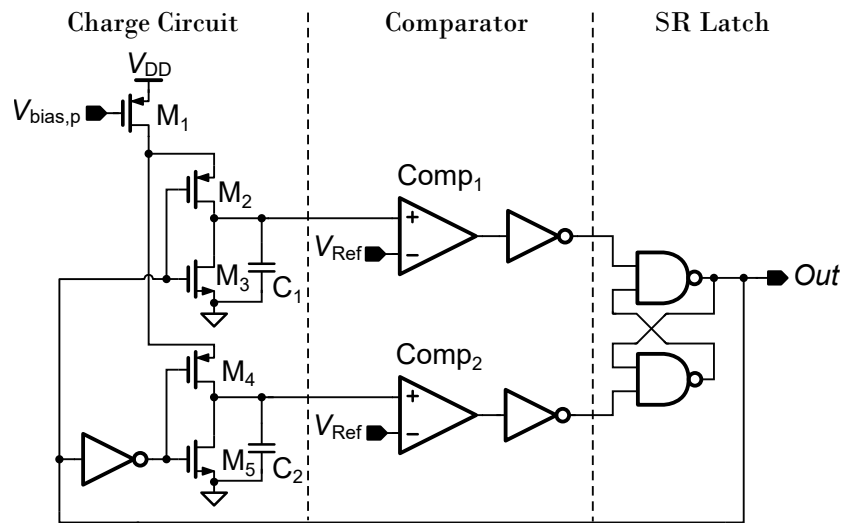 Charge Circuit
Comparator
SR Latch
VDD
Vbias,p
M1
M2
M3
C1
Comp1
+
VRef
−
Out
M4
M5
C2
Comp2
+
VRef
−